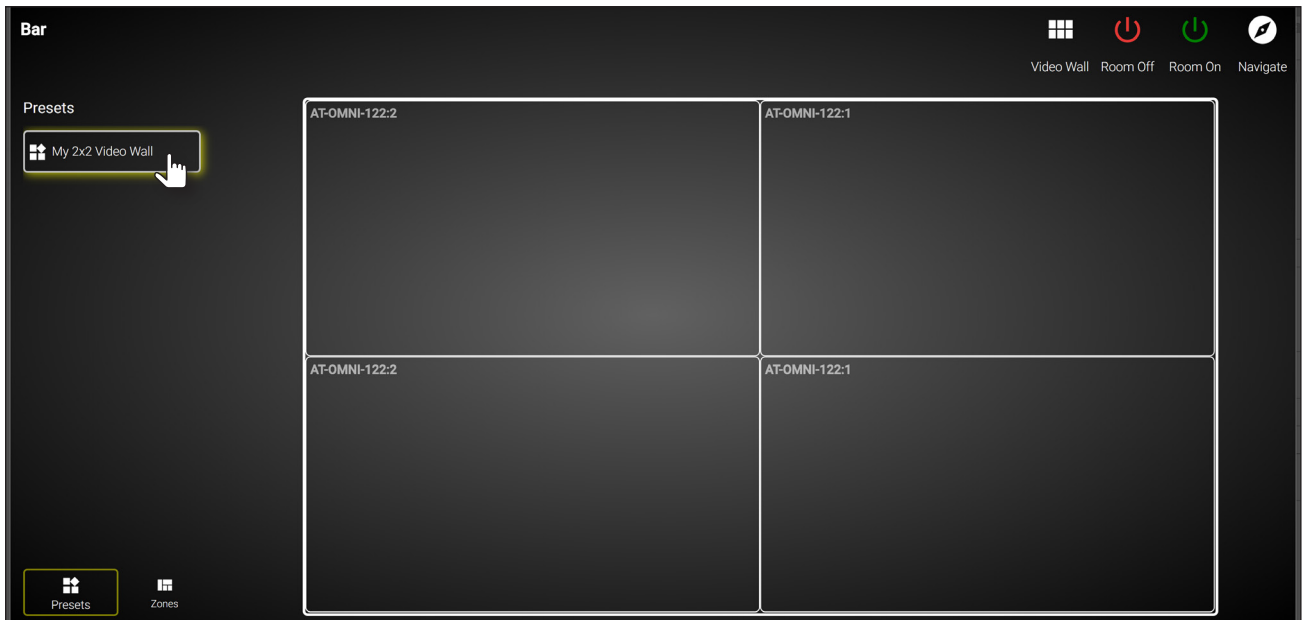 Bar
Video Wall
Room Off
Room On
Navigate
Presets
My 2x2 Video Wall
AT-OMNI-122:2
AT-OMNI-122:1
AT-OMNI-122:2
AT-OMNI-122:1
Presets
Zones